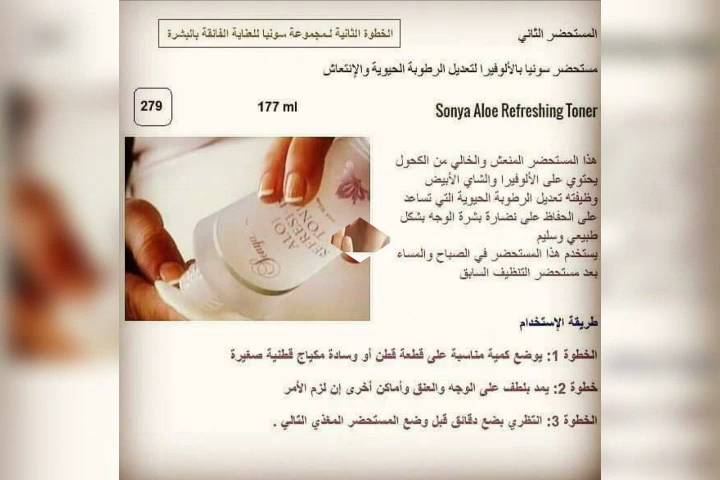 المستحضر الثاني
الخطوة الثانية لمجموعة سونيا للعناية الفائقة بالبشرة
مستحضر سونيا بالألوفيرا لتعديل الرطوبة الحيوية والإنتعاش
279
177 ml
Sonya Aloe Refreshing Toner
هذا المستحضر المنعش والخالي من الكحول
يحتوي على الألوفيرا والشاي الأبيض
وظيفته تعديل الرطوبة الحيوية التي تساعد
على الحفاظ على نضارة بشرة الوجه بشكل
طبيعي وسليم
يستخدم هذا المستحضر في الصباح والمساء
بعد مستحضر التنظيف السابق
Sonya
ALOE
REFRESH
TON
طريقة الإستخدام
الخطوة 1: يوضع كمية مناسبة على قطعة قطن أو وسادة مكياج قطنية صغيرة
خطوة 2: يمد بلطف على الوجه والعنق وأماكن أخرى إن لزم الأمر
الخطوة 3: انتظري بضع دقائق قبل وضع المستحضر المغذي التالي .